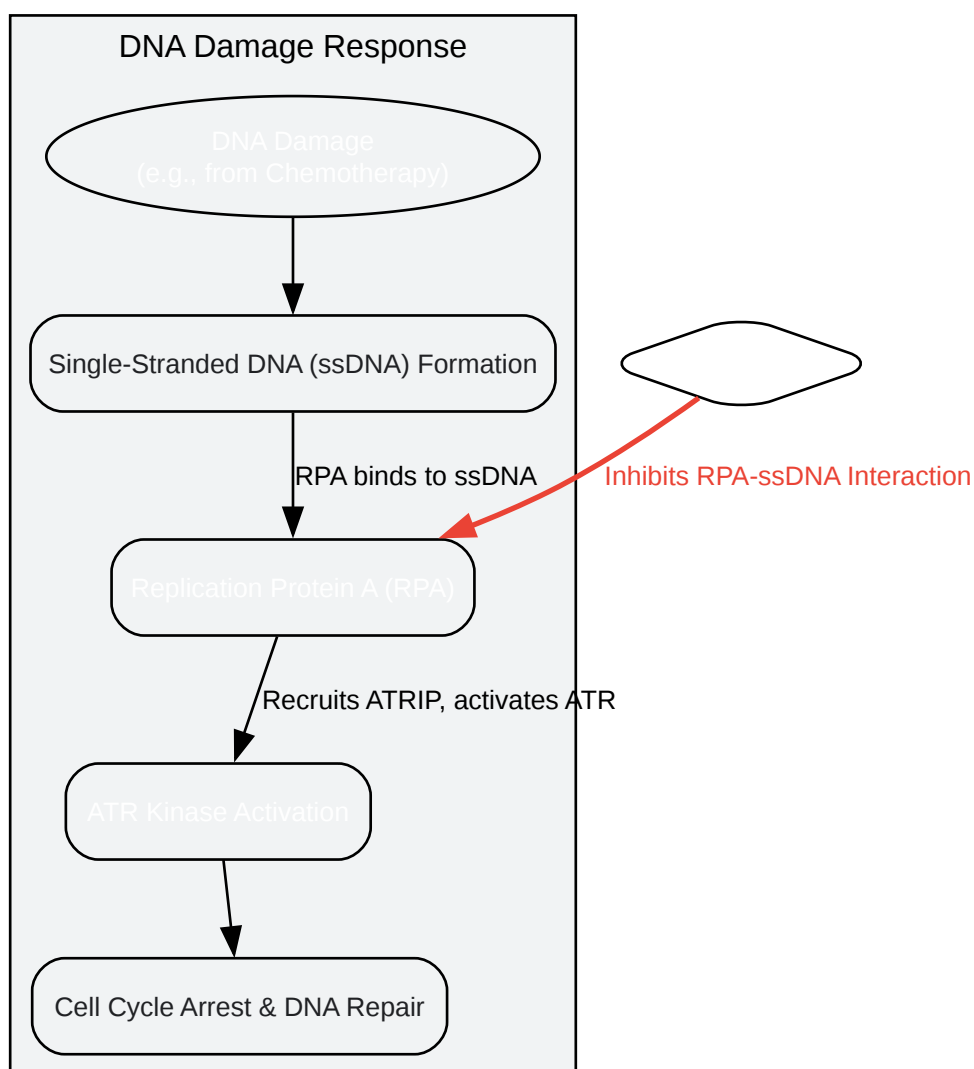 DNA Damage Response
DNA Damage
(e.g., from Chemotherapy)
Single-Stranded DNA (ssDNA) Formation
RPA binds to ssDNA
Inhibits RPA-ssDNA Interaction
Replication Protein A (RPA)
Recruits ATRIP, activates ATR
ATR Kinase Activation
Cell Cycle Arrest & DNA Repair